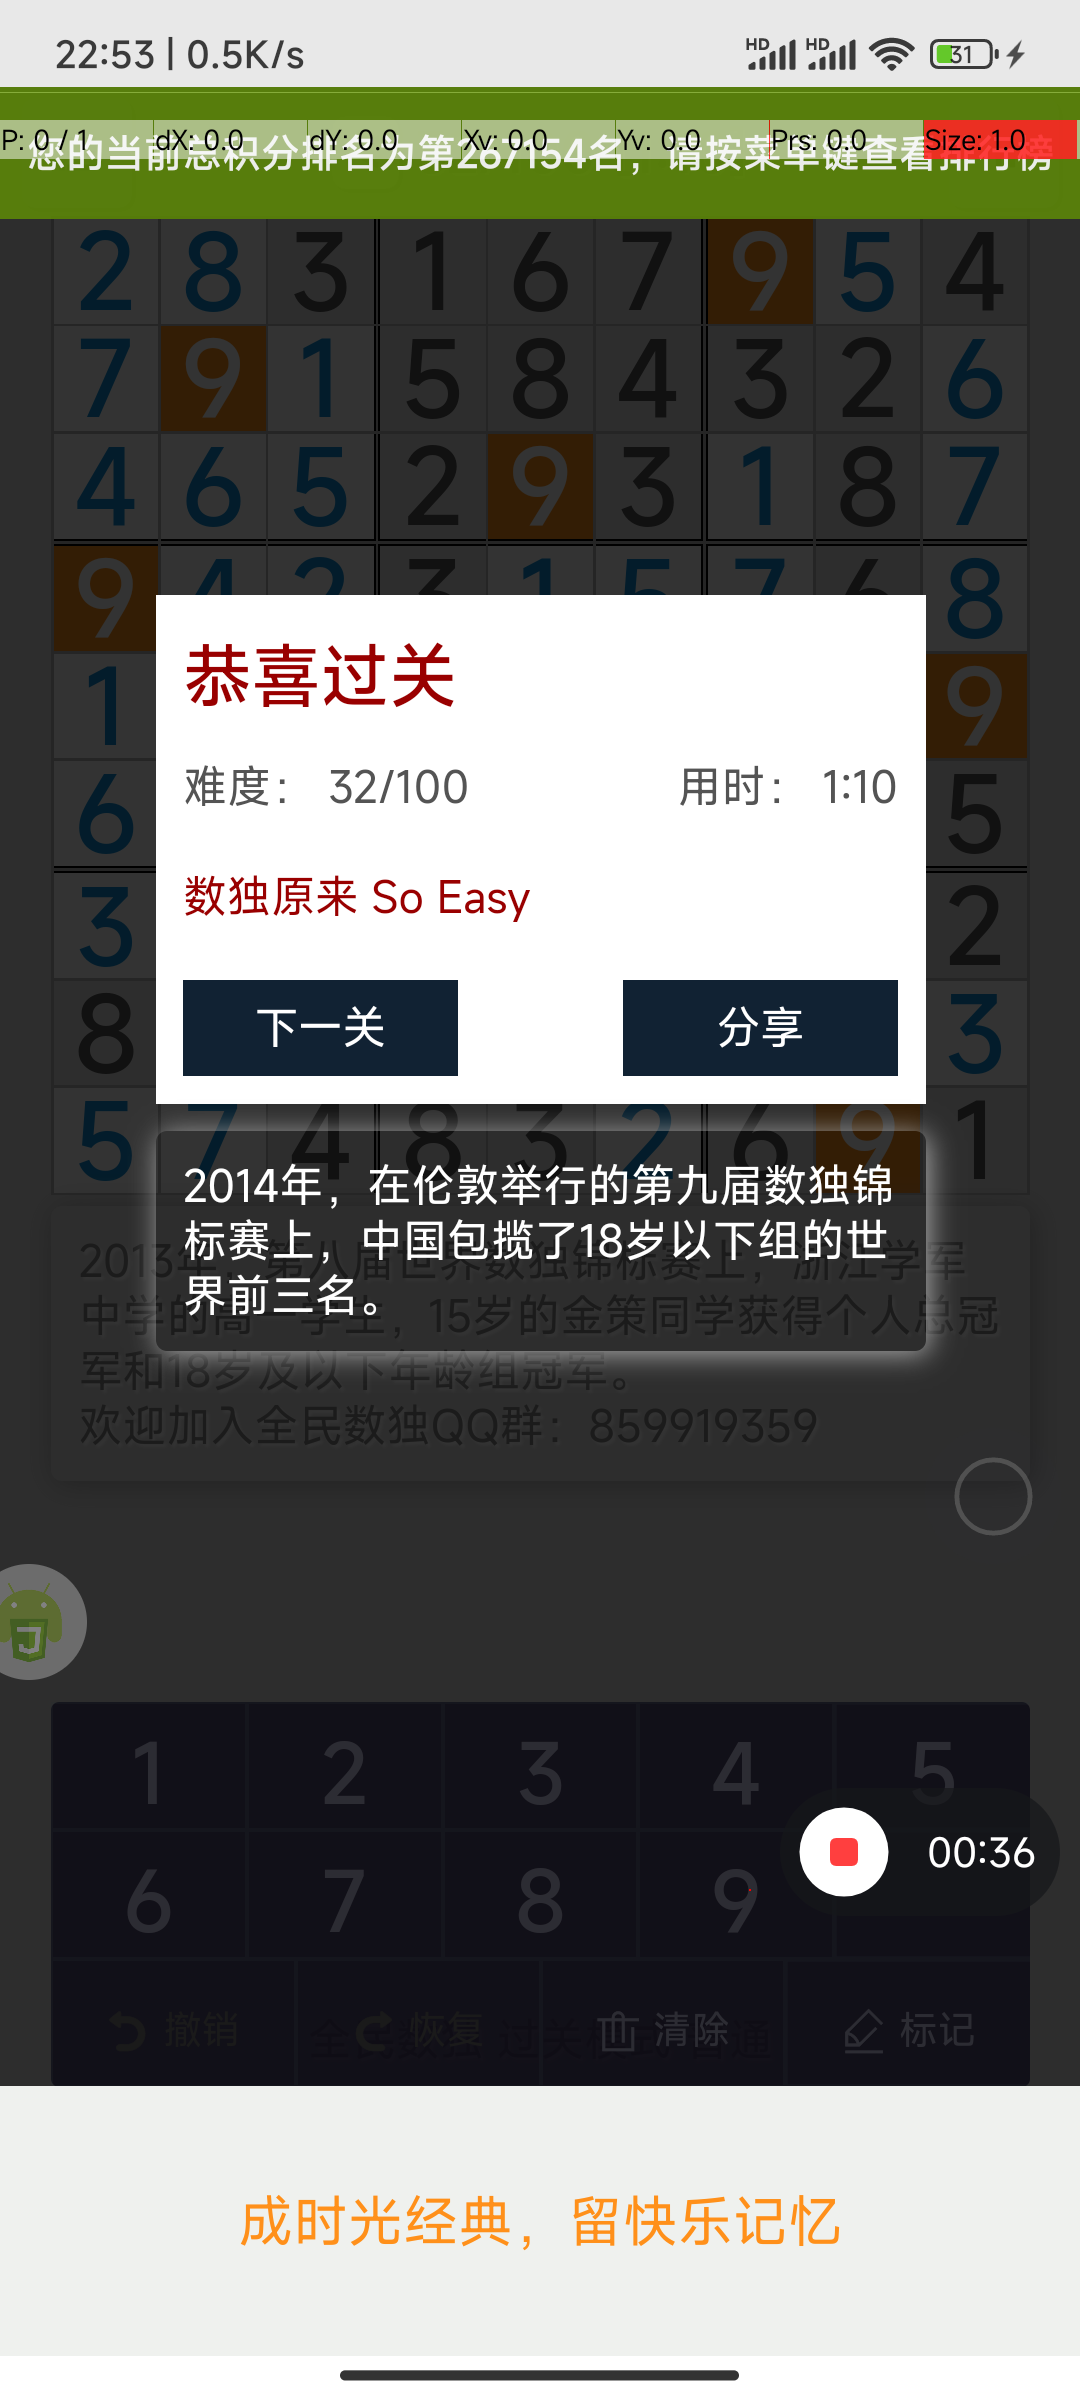 22:53 | 0.5K/s HD HD 31
P: 0 / 1 dX: 0.0 dY: 0.0 Xv: 0.0 Yv: 0.0 Prs: 0.0 Size: 1.0
您的当前总积分排名为第267154名，请按菜单键查看排行榜
2 8 3 1 6 7 9 5 4
7 9 1 5 8 4 3 2 6
4 6 5 2 9 3 1 8 7
9 4 2 3 1 5 7 6 8
1 9
6 5
3 2
8 3
5 7 4 8 3 2 6 9 1
恭喜过关
难度： 32/100 用时： 1:10
数独原来 So Easy
下一关 分享
2014年，在伦敦举行的第九届数独锦
标赛上，中国包揽了18岁以下组的世
界前三名。
2013年，第八届世界数独锦标赛上，浙江学军
中学的高一学生，15岁的金策同学获得个人总冠
军和18岁及以下年龄组冠军。
欢迎加入全民数独QQ群：859919359
1 2 3 4 5
6 7 8 9
00:36
撤销 恢复 清除 标记
成时光经典，留快乐记忆